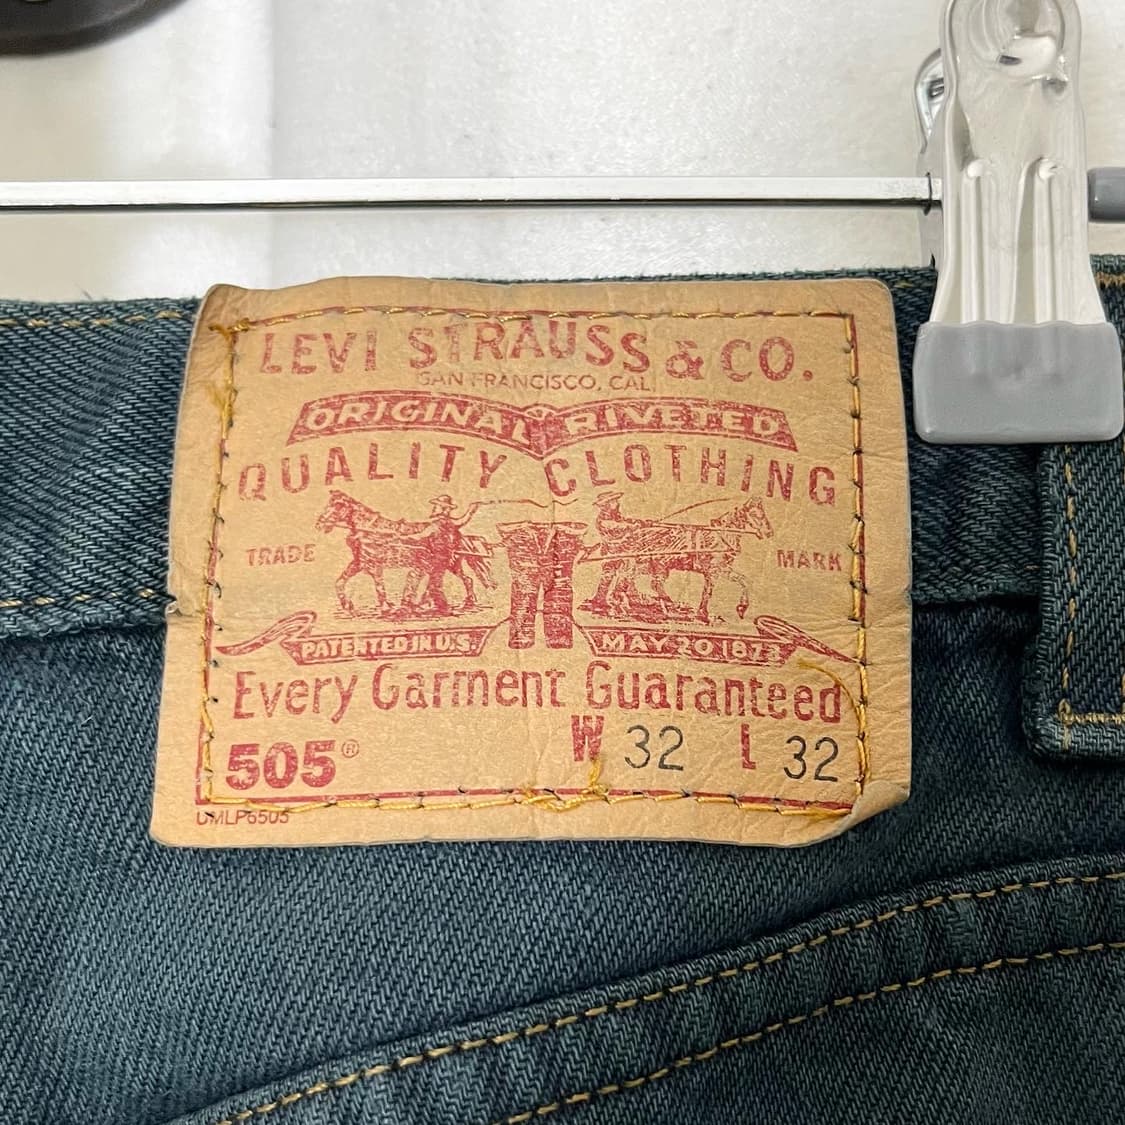 LEVI STRAUSS & CO.
SAN FRANCISCO, CAL.
ORIGINAL RIVETED
QUALITY CLOTHING
TRADE MARK
PATENTED IN U.S. MAY 20 1873
Every Garment Guaranteed
505® W 32 L 32
UMLP6505